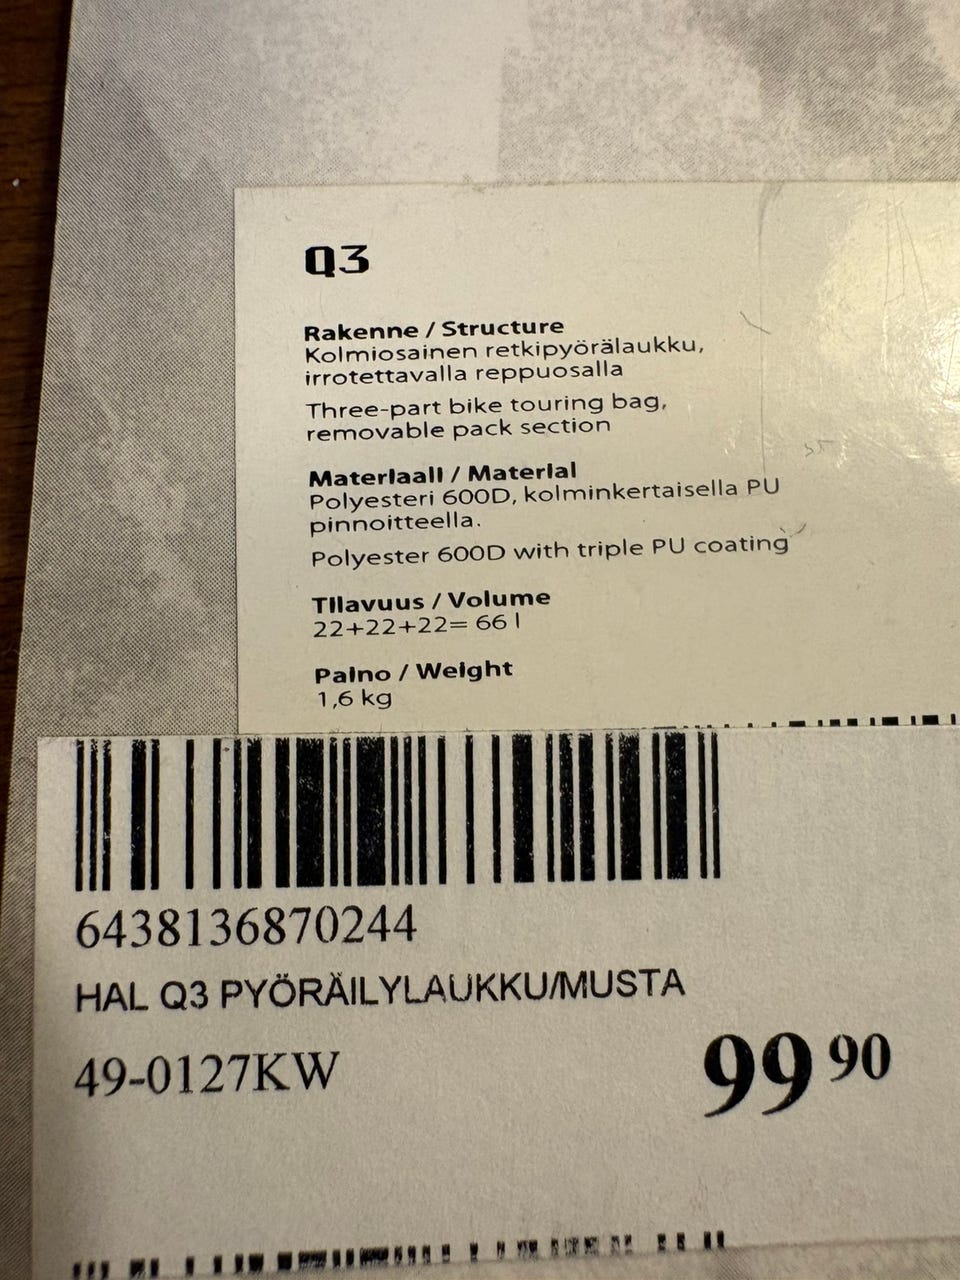 Q3
Rakenne / Structure
Kolmiosainen retkipyörälaukku,
irrotettavalla reppuosalla
Three-part bike touring bag,
removable pack section
Materiaali / Material
Polyesteri 600D, kolminkertaisella PU
pinnoitteella.
Polyester 600D with triple PU coating
Tilavuus / Volume
22+22+22= 66 l
Paino / Weight
1,6 kg
6438136870244
HAL Q3 PYÖRÄILYLAUKKU/MUSTA
49-0127KW
99 90